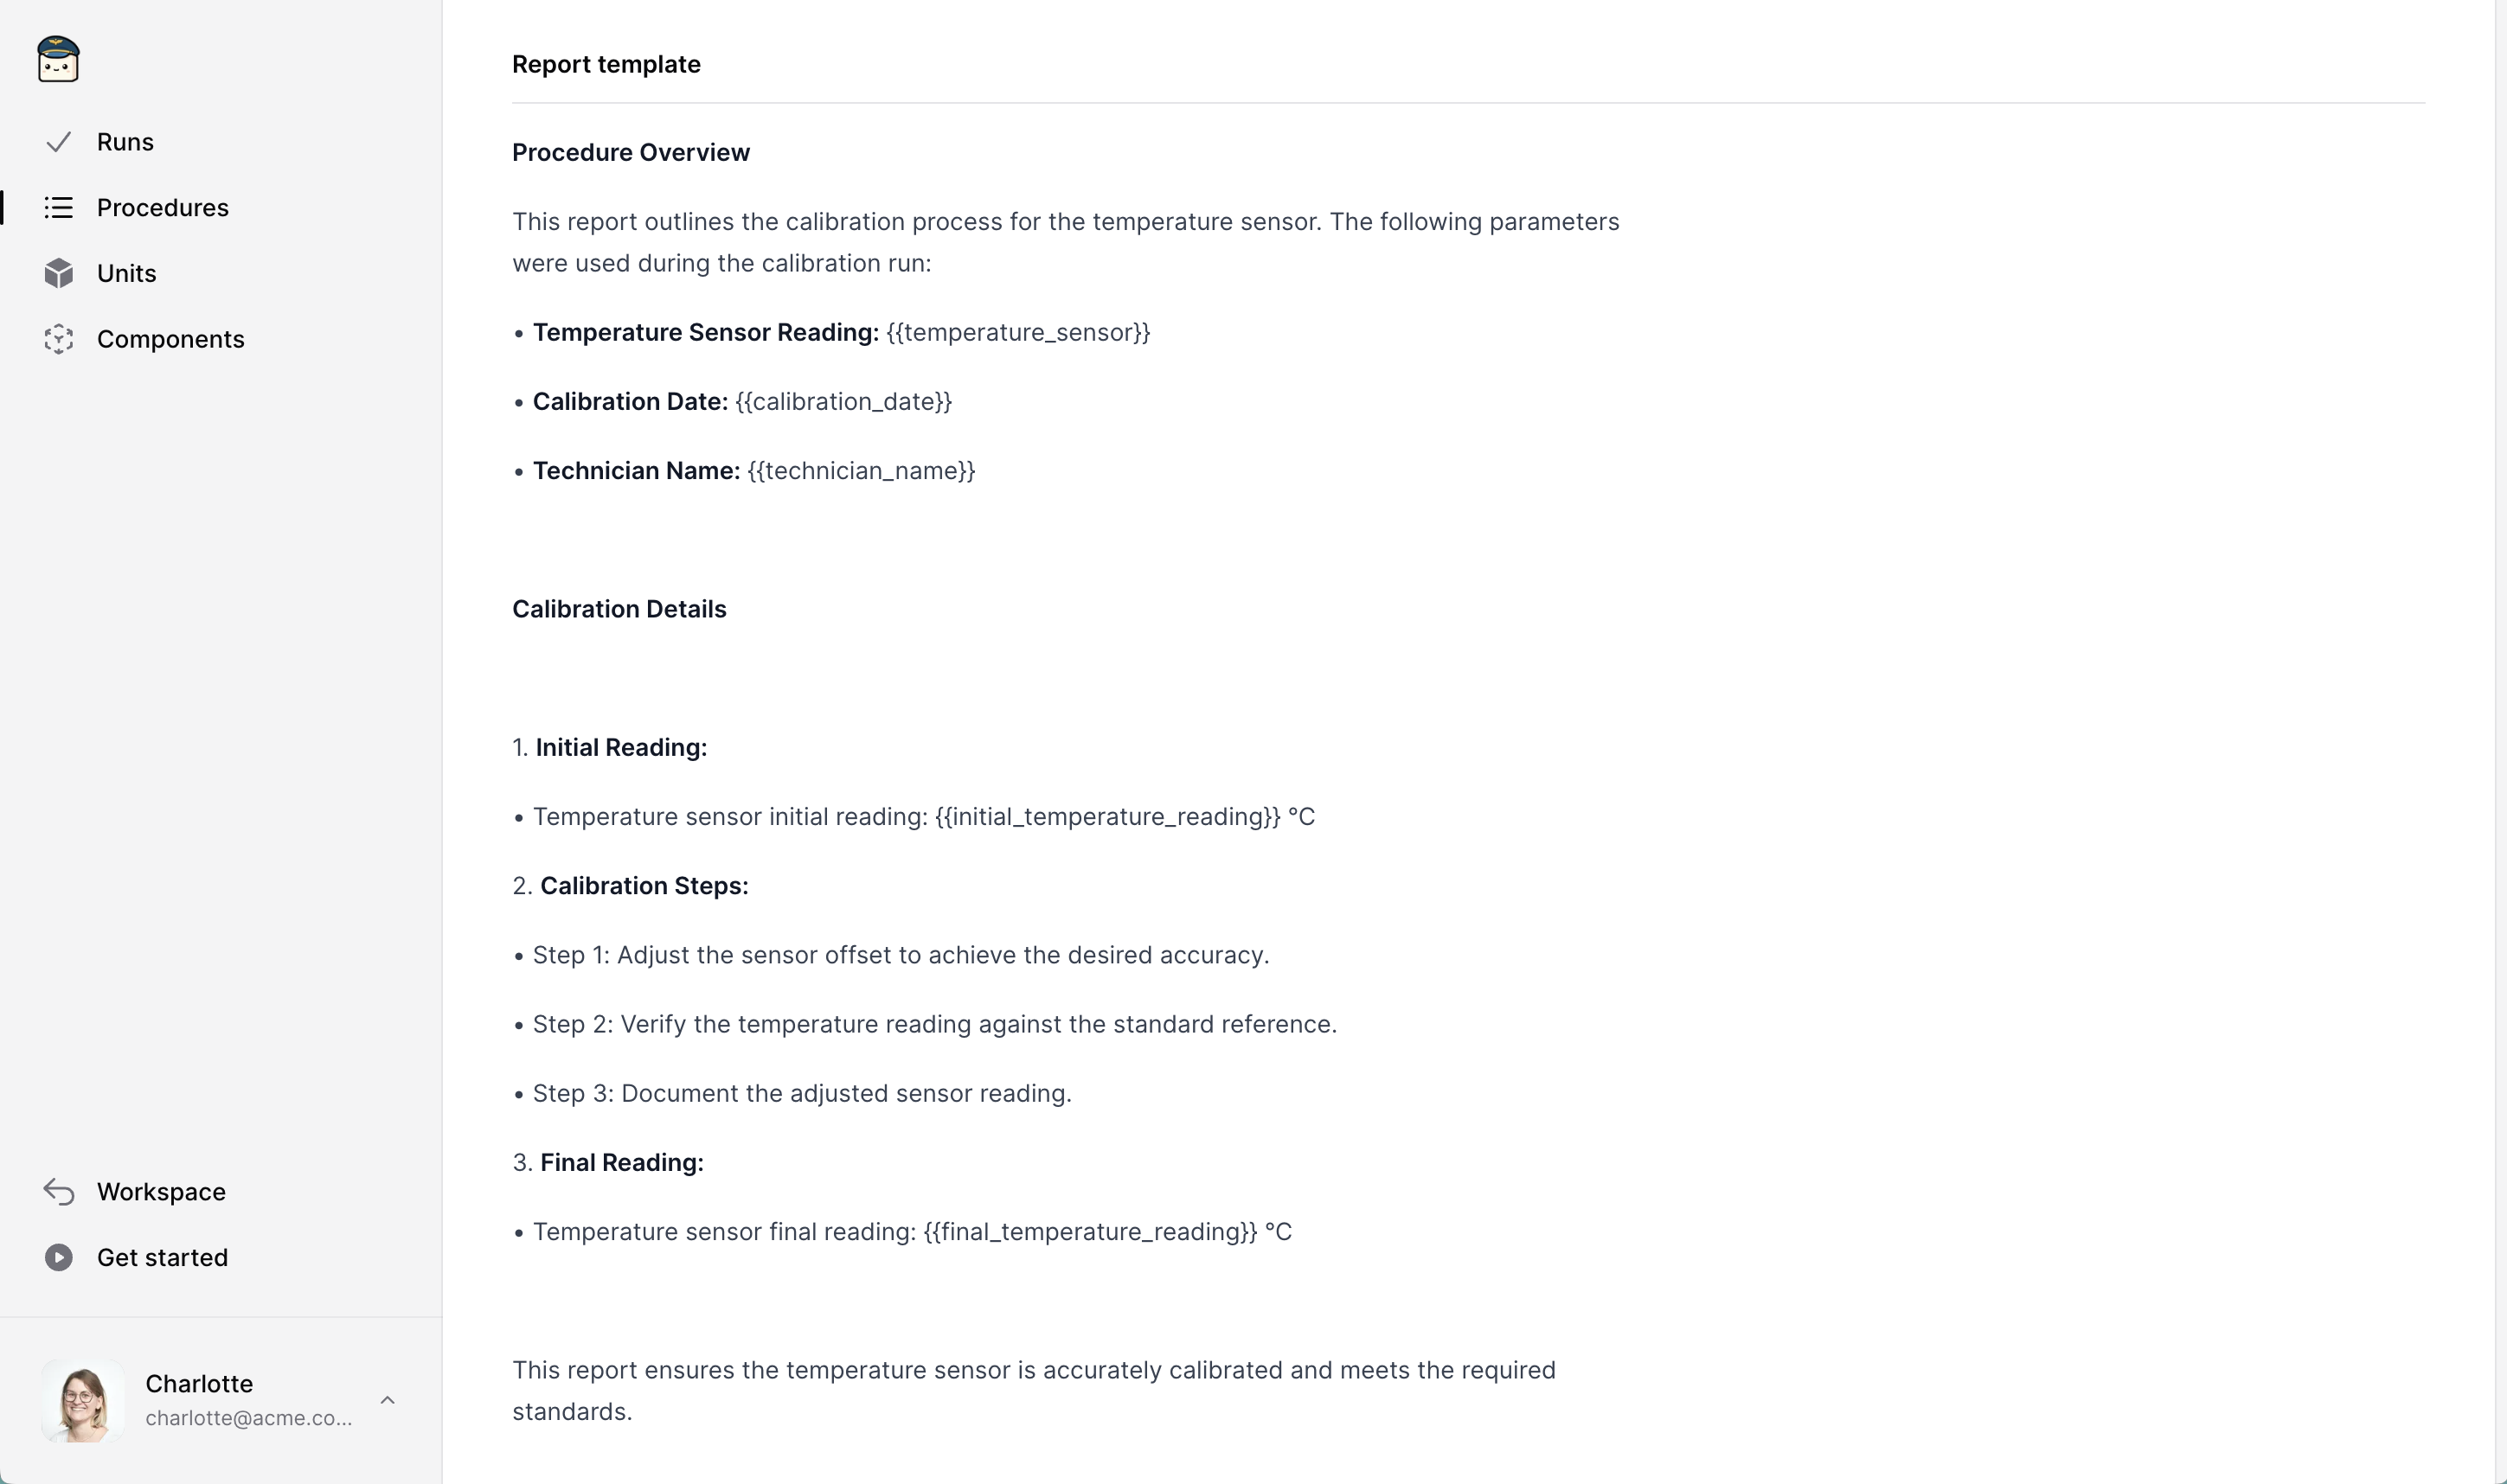 Runs
Procedures
Units
Components
Workspace
Get started
Charlotte
charlotte@acme.co...
Report template
Procedure Overview
This report outlines the calibration process for the temperature sensor. The following parameters
were used during the calibration run:
• Temperature Sensor Reading: {{temperature_sensor}}
• Calibration Date: {{calibration_date}}
• Technician Name: {{technician_name}}
Calibration Details
1. Initial Reading:
• Temperature sensor initial reading: {{initial_temperature_reading}} °C
2. Calibration Steps:
• Step 1: Adjust the sensor offset to achieve the desired accuracy.
• Step 2: Verify the temperature reading against the standard reference.
• Step 3: Document the adjusted sensor reading.
3. Final Reading:
• Temperature sensor final reading: {{final_temperature_reading}} °C
This report ensures the temperature sensor is accurately calibrated and meets the required
standards.